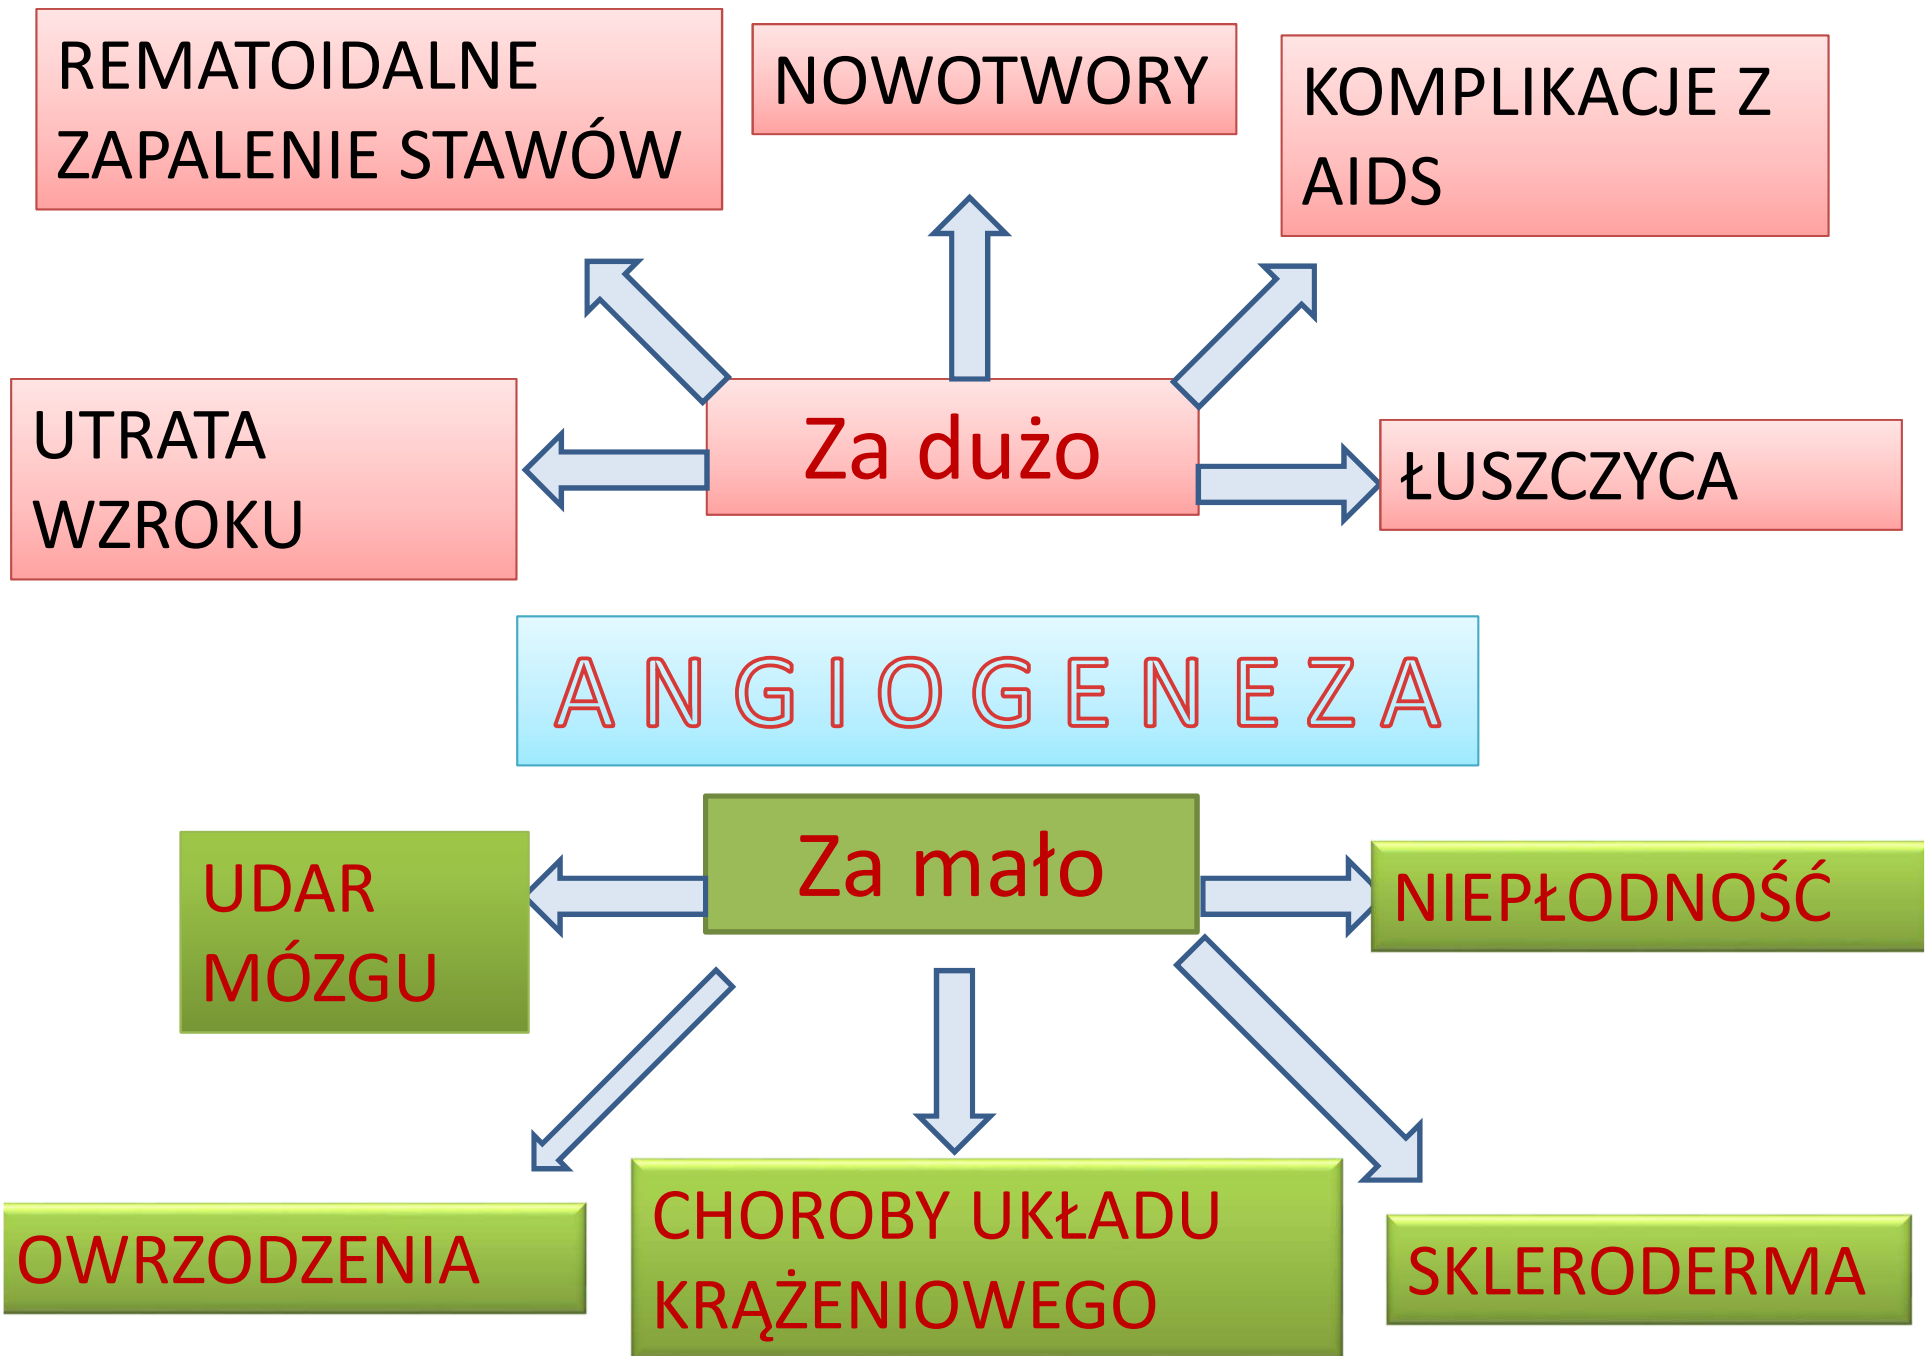 REMATOIDALNE
ZAPALENIE STAWÓW
NOWOTWORY
KOMPLIKACJE Z
AIDS
UTRATA
WZROKU
Za dużo
ŁUSZCZYCA
ANGIOGENEZA
Za mało
UDAR
MÓZGU
NIEPŁODNOŚĆ
OWRZODZENIA
CHOROBY UKŁADU
KRĄŻENIOWEGO
SKLERODERMA